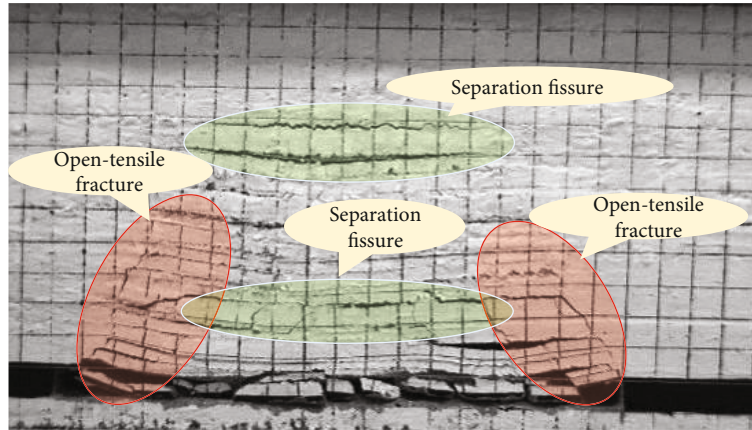 Separation fissure
Open-tensile
fracture
Separation
fissure
Open-tensile
fracture